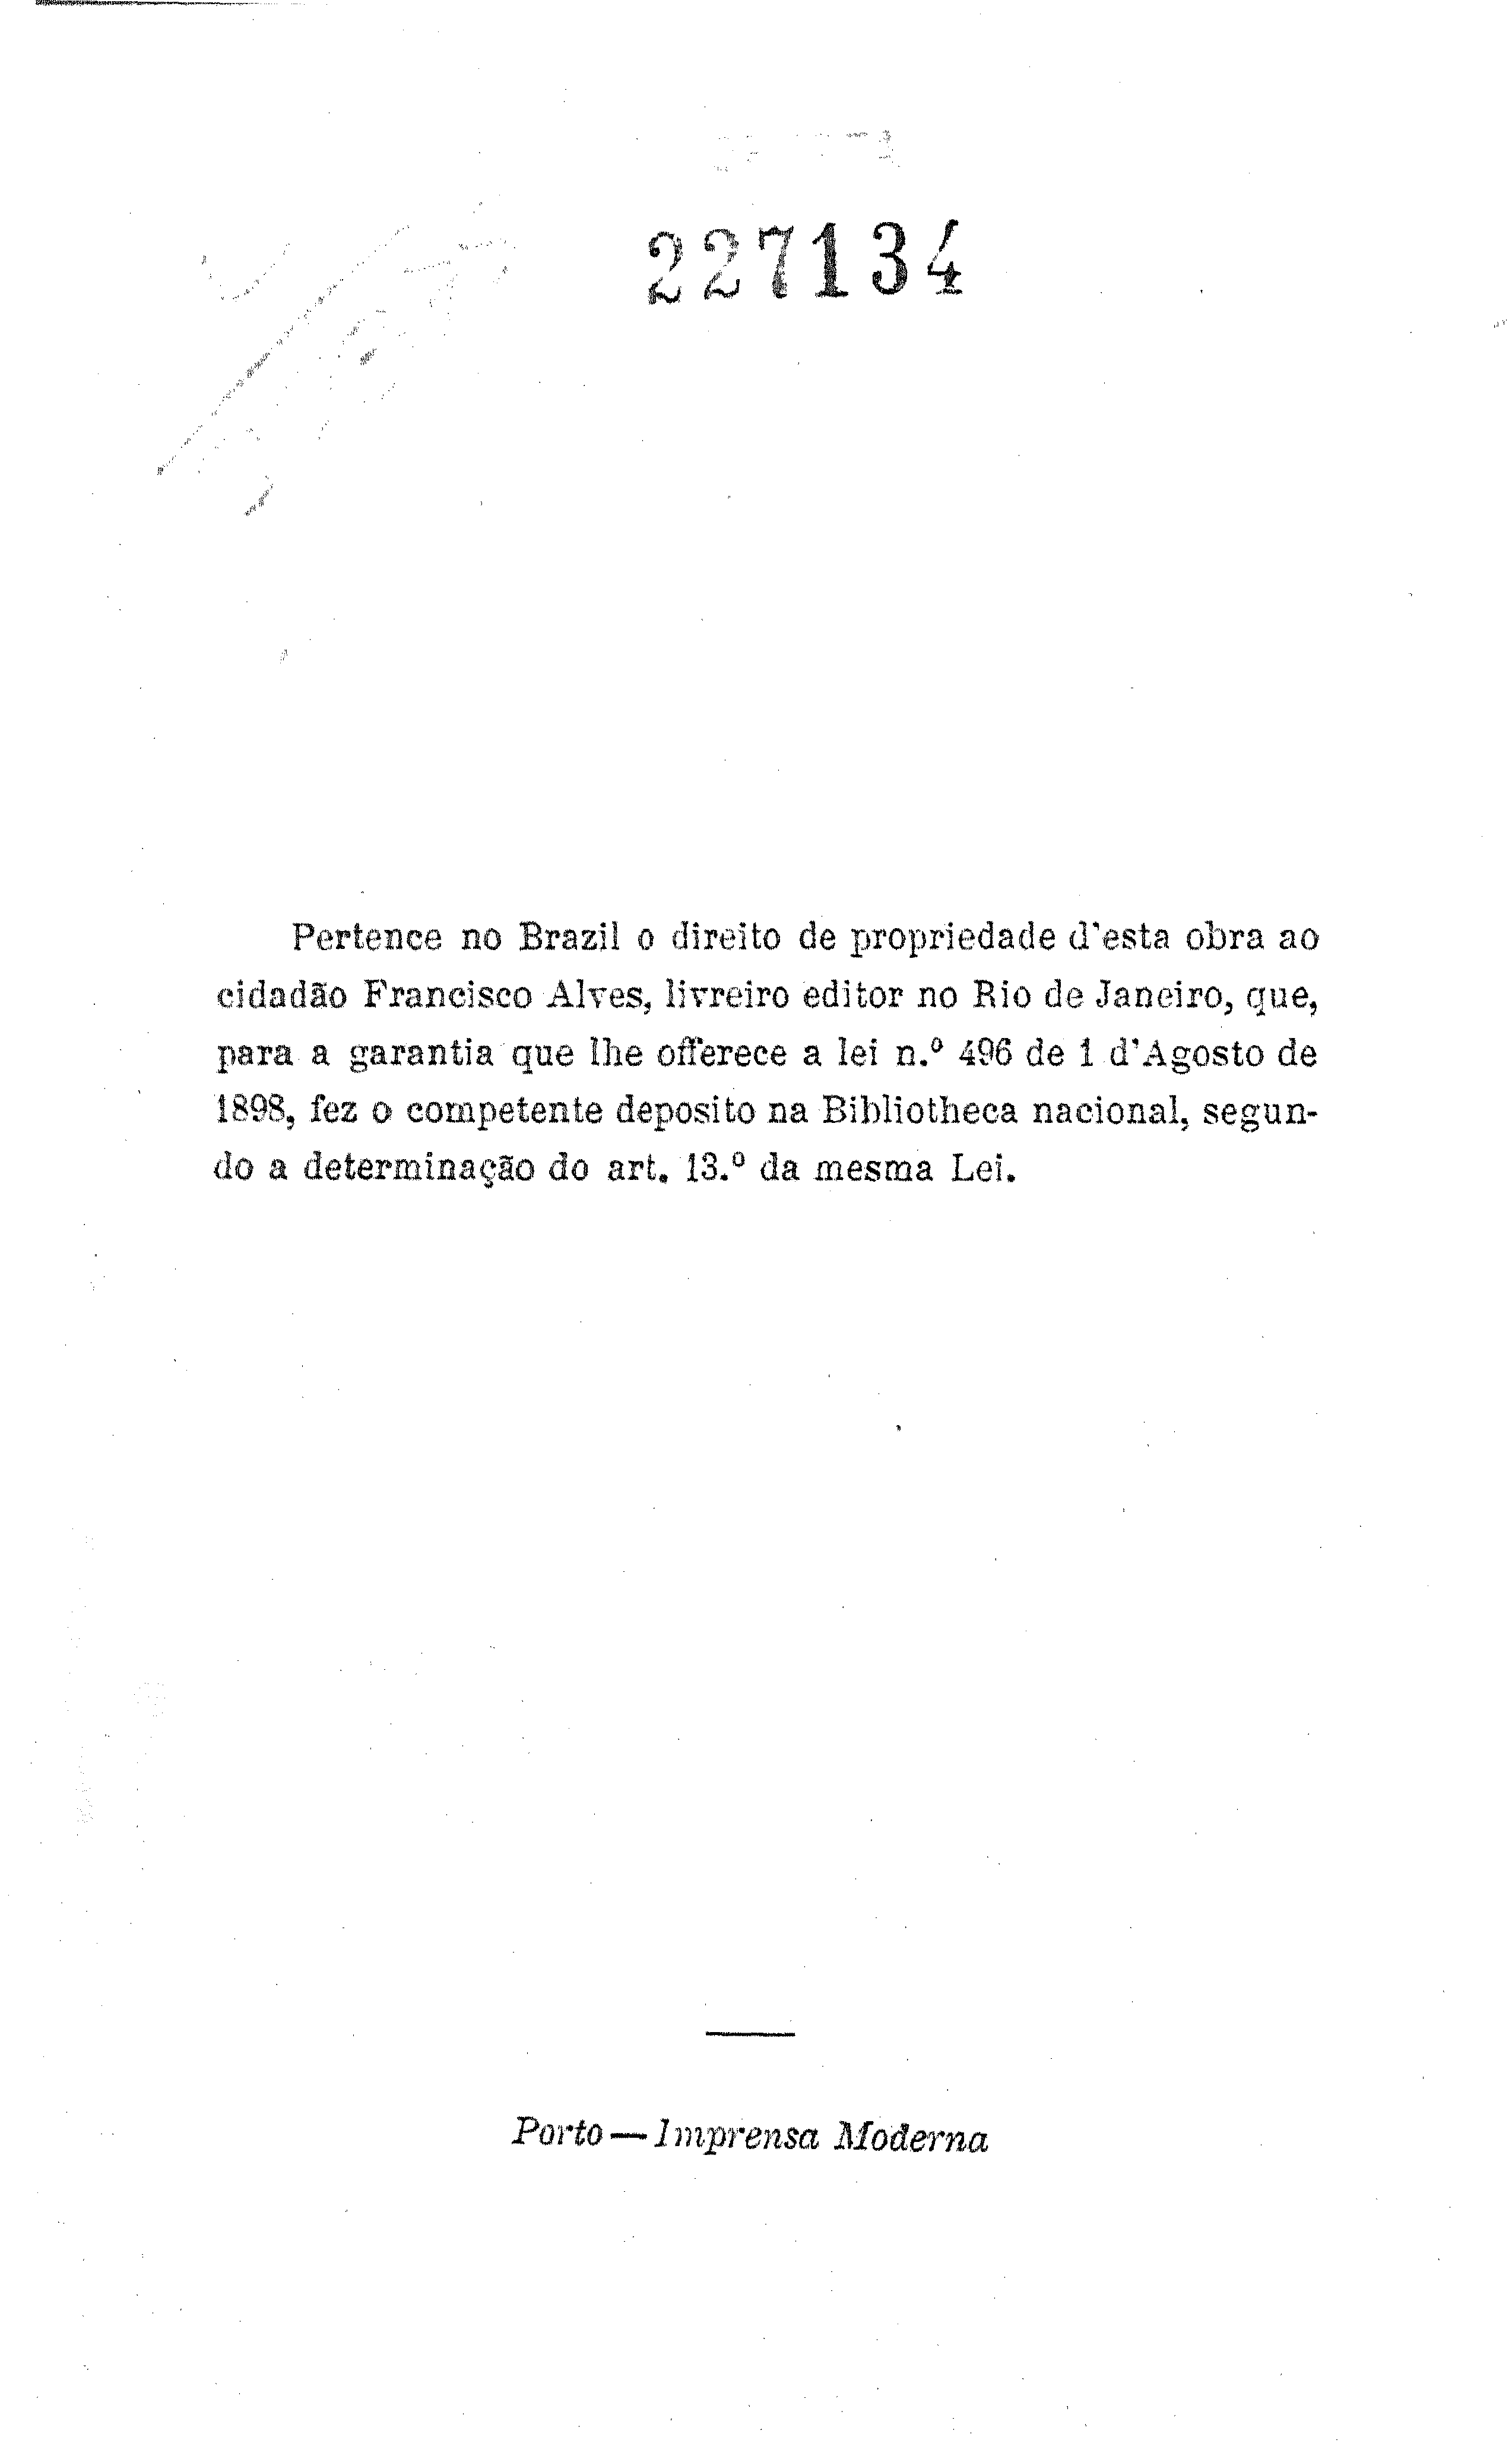 227134
Pertence no Brazil o direito de propriedade d'esta obra ao
cidadão Francisco Alves, livreiro editor no Rio de Janeiro, que,
para a garantia que lhe offerece a lei n.º 496 de 1 d'Agosto de
1898, fez o competente deposito na Bibliotheca nacional, segun-
do a determinação do art. 13.º da mesma Lei.
Porto — Imprensa Moderna